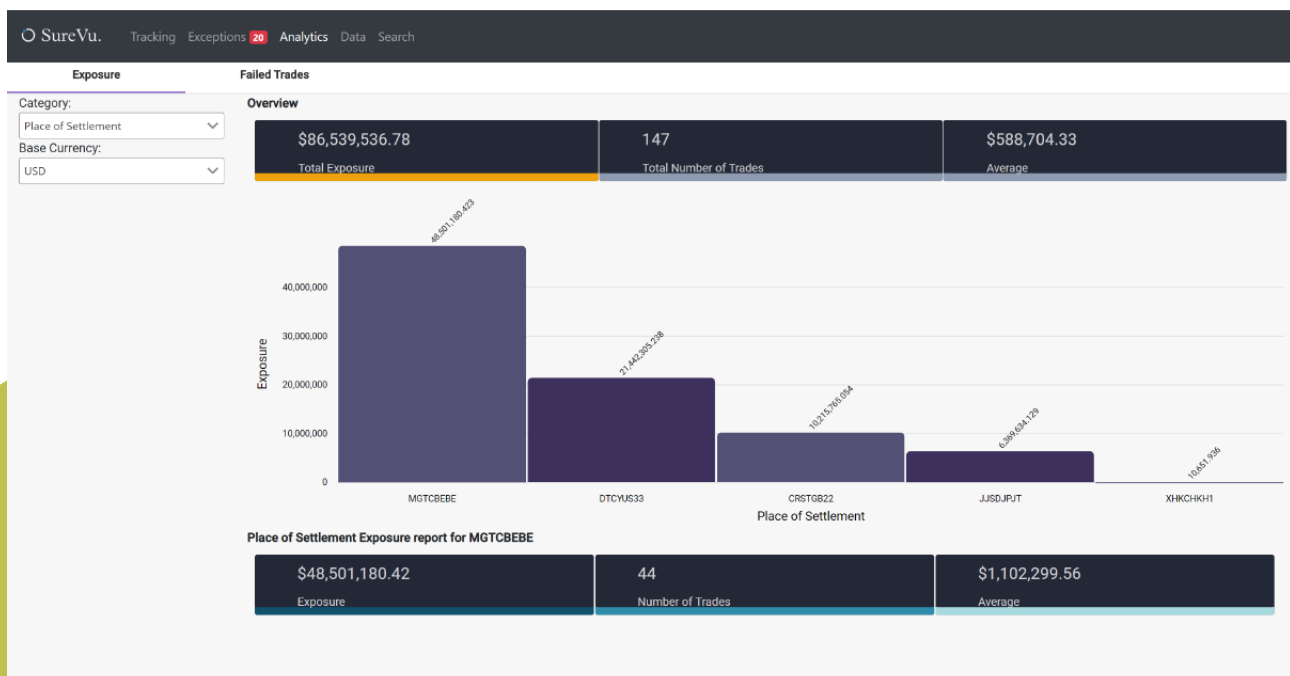 SureVu. Tracking Exceptions 20 Analytics Data Search
Exposure Failed Trades
Category:
Place of Settlement
Base Currency:
USD
Overview
$86,539,536.78 147 $588,704.33
Total Exposure Total Number of Trades Average
48,501,180.423
21,442,305.238
10,215,765.054
6,369,634.129
10,651.936
Exposure
40,000,000
30,000,000
20,000,000
10,000,000
0
MGTCBEBE DTCYUS33 CRSTGB22 JJSDJPJT XHKCHKH1
Place of Settlement
Place of Settlement Exposure report for MGTCBEBE
$48,501,180.42 44 $1,102,299.56
Exposure Number of Trades Average